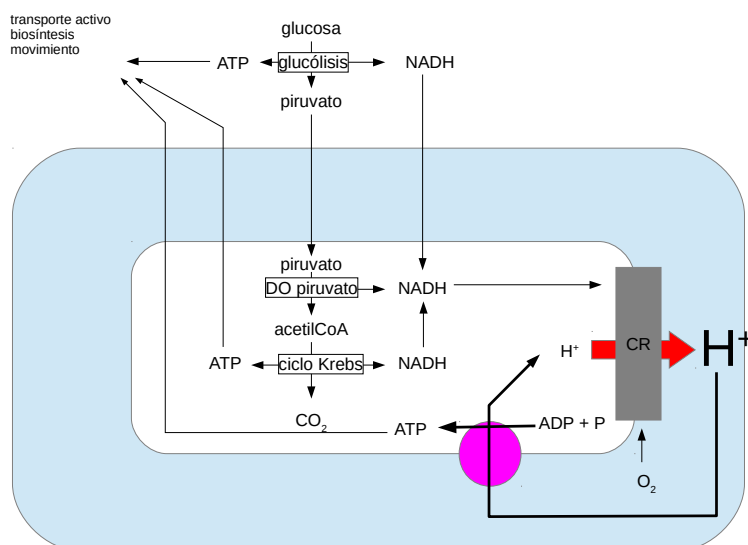 transporte activo
biosíntesis
movimiento
glucosa
ATP
glucólisis
NADH
piruvato
piruvato
DO piruvato
NADH
acetilCoA
ATP
ciclo Krebs
NADH
H⁺
CR
H⁺
CO₂
ATP
ADP + P
O₂